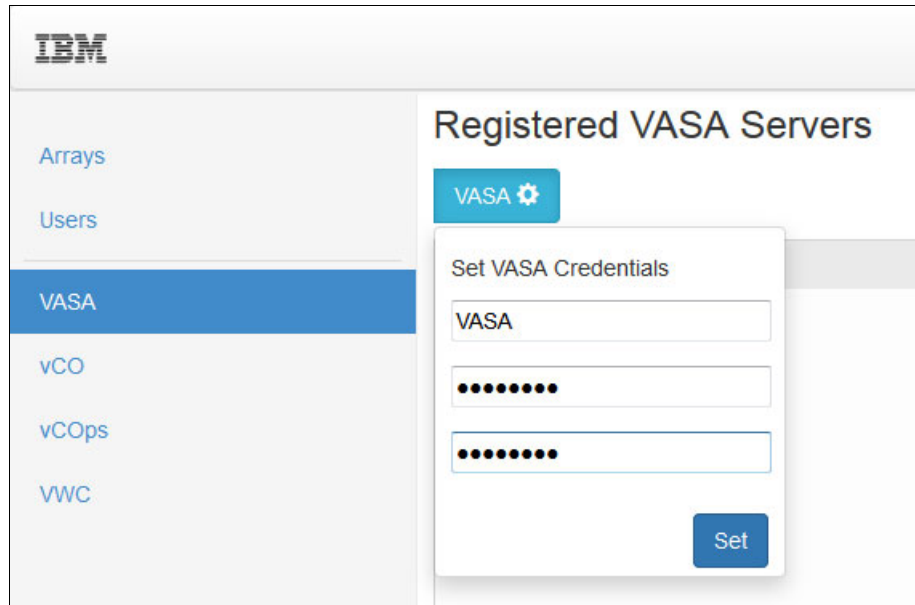 IBM
Arrays
Users
VASA
vCO
vCOps
VWC
Registered VASA Servers
VASA
Set VASA Credentials
VASA
●●●●●●●●
●●●●●●●●
Set